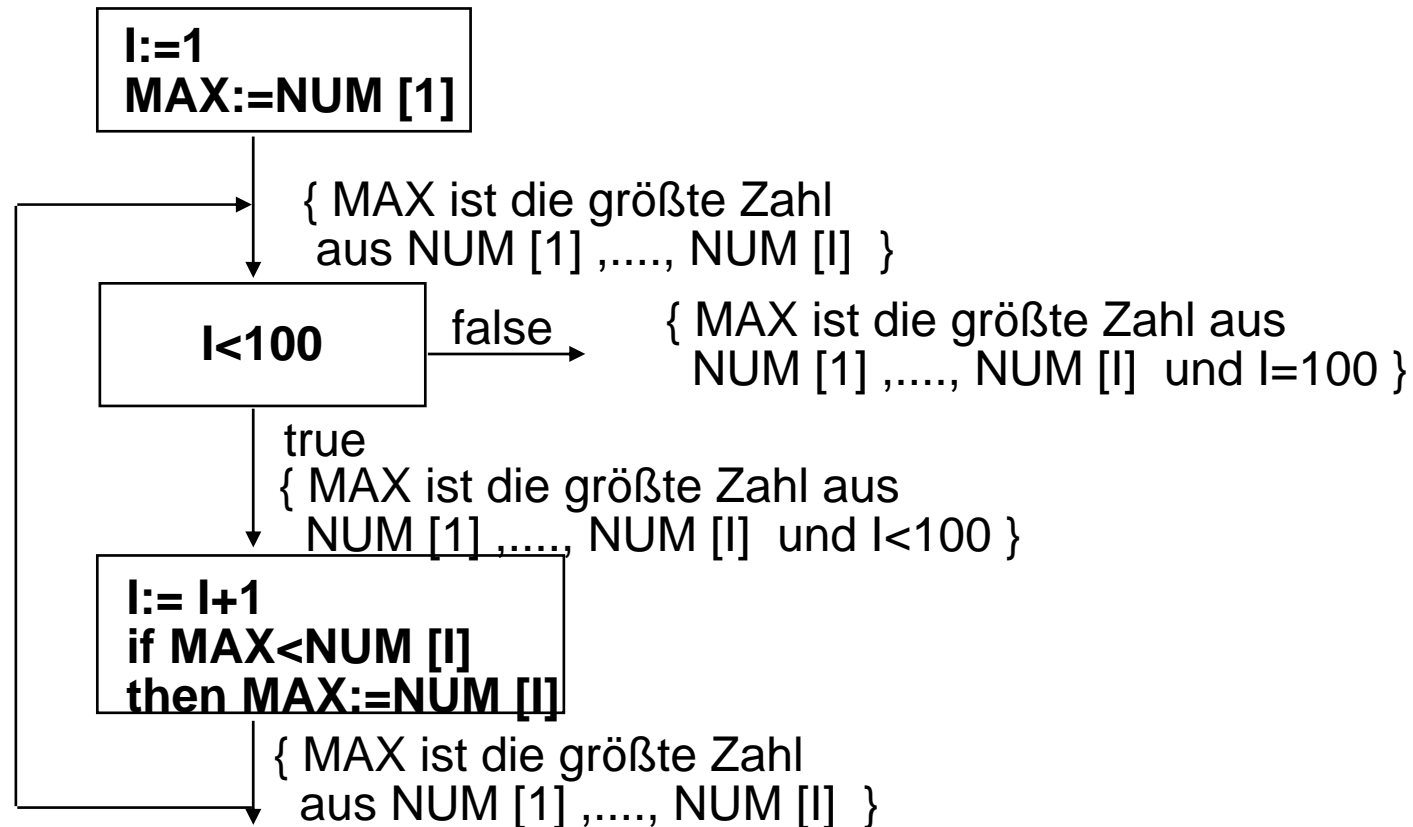 I:=1
MAX:=NUM [1]
{ MAX ist die größte Zahl
aus NUM [1] ,...., NUM [I] }
I<100
false
{ MAX ist die größte Zahl aus
NUM [1] ,...., NUM [I] und I=100 }
true
{ MAX ist die größte Zahl aus
NUM [1] ,...., NUM [I] und I<100 }
I:= I+1
if MAX<NUM [I]
then MAX:=NUM [I]
{ MAX ist die größte Zahl
aus NUM [1] ,...., NUM [I] }